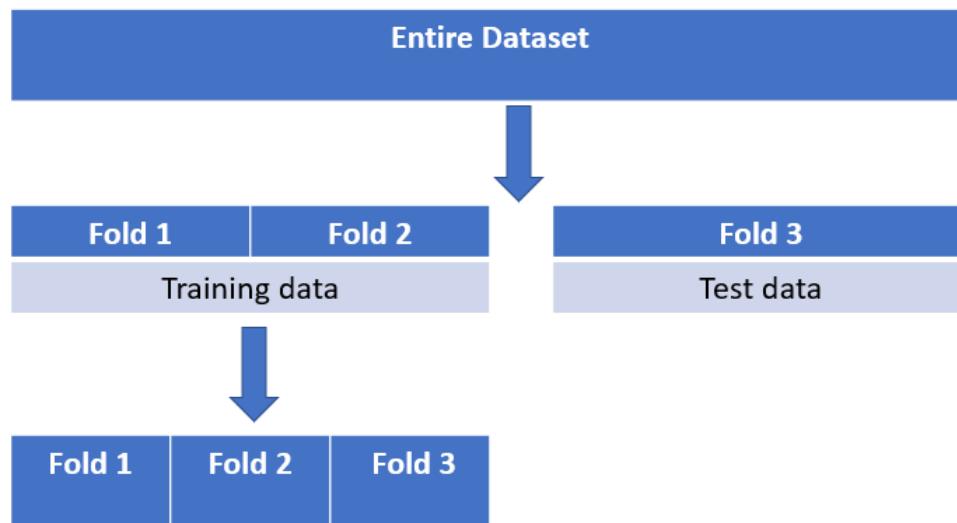 Entire Dataset
Fold 1 Fold 2 Fold 3
Training data Test data
Fold 1 Fold 2 Fold 3